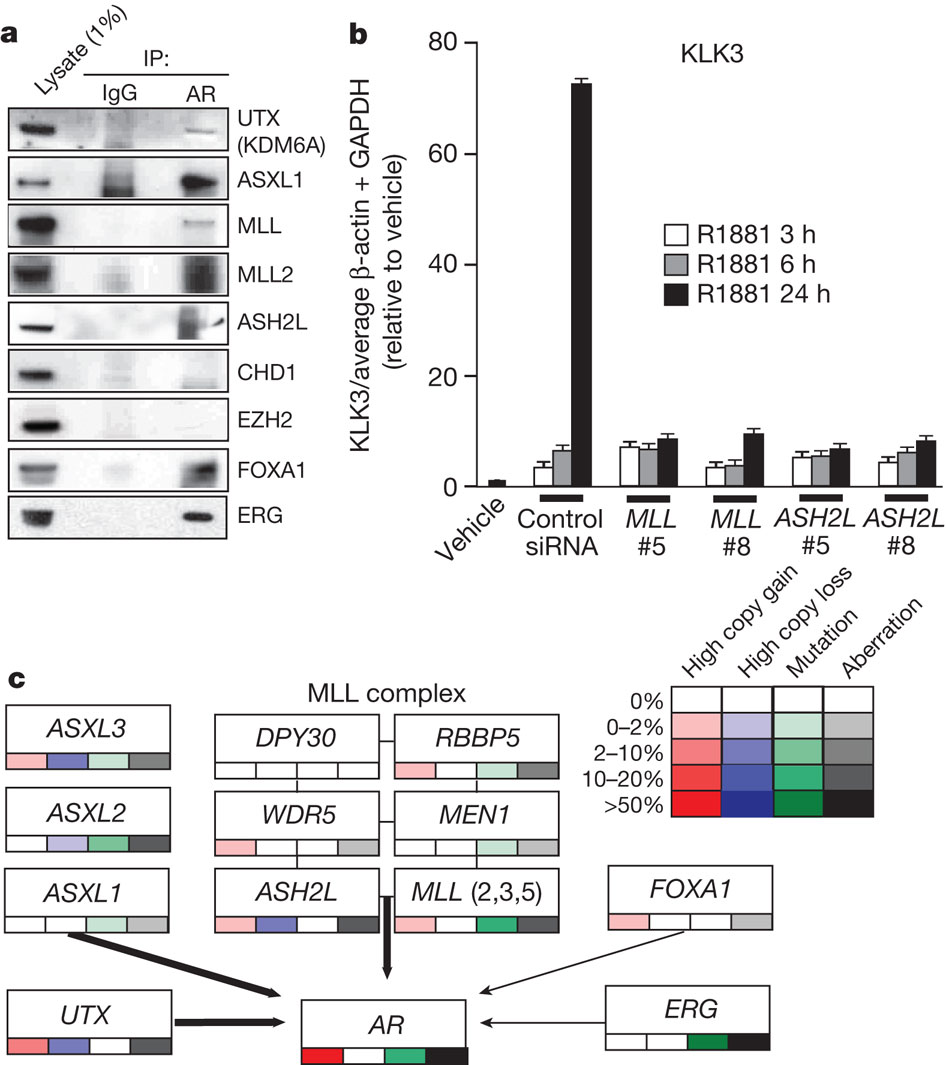 a
Lysate (1%)
IP:
IgG
AR
UTX
(KDM6A)
ASXL1
MLL
MLL2
ASH2L
CHD1
EZH2
FOXA1
ERG
b
KLK3/average β-actin + GAPDH
(relative to vehicle)
80
60
40
20
0
KLK3
R1881 3 h
R1881 6 h
R1881 24 h
Vehicle
Control
siRNA
MLL
#5
MLL
#8
ASH2L
#5
ASH2L
#8
c
High copy gain
High copy loss
Mutation
Aberration
0%
0–2%
2–10%
10–20%
>50%
MLL complex
ASXL3
DPY30
RBBP5
ASXL2
WDR5
MEN1
ASXL1
ASH2L
MLL (2,3,5)
FOXA1
UTX
AR
ERG